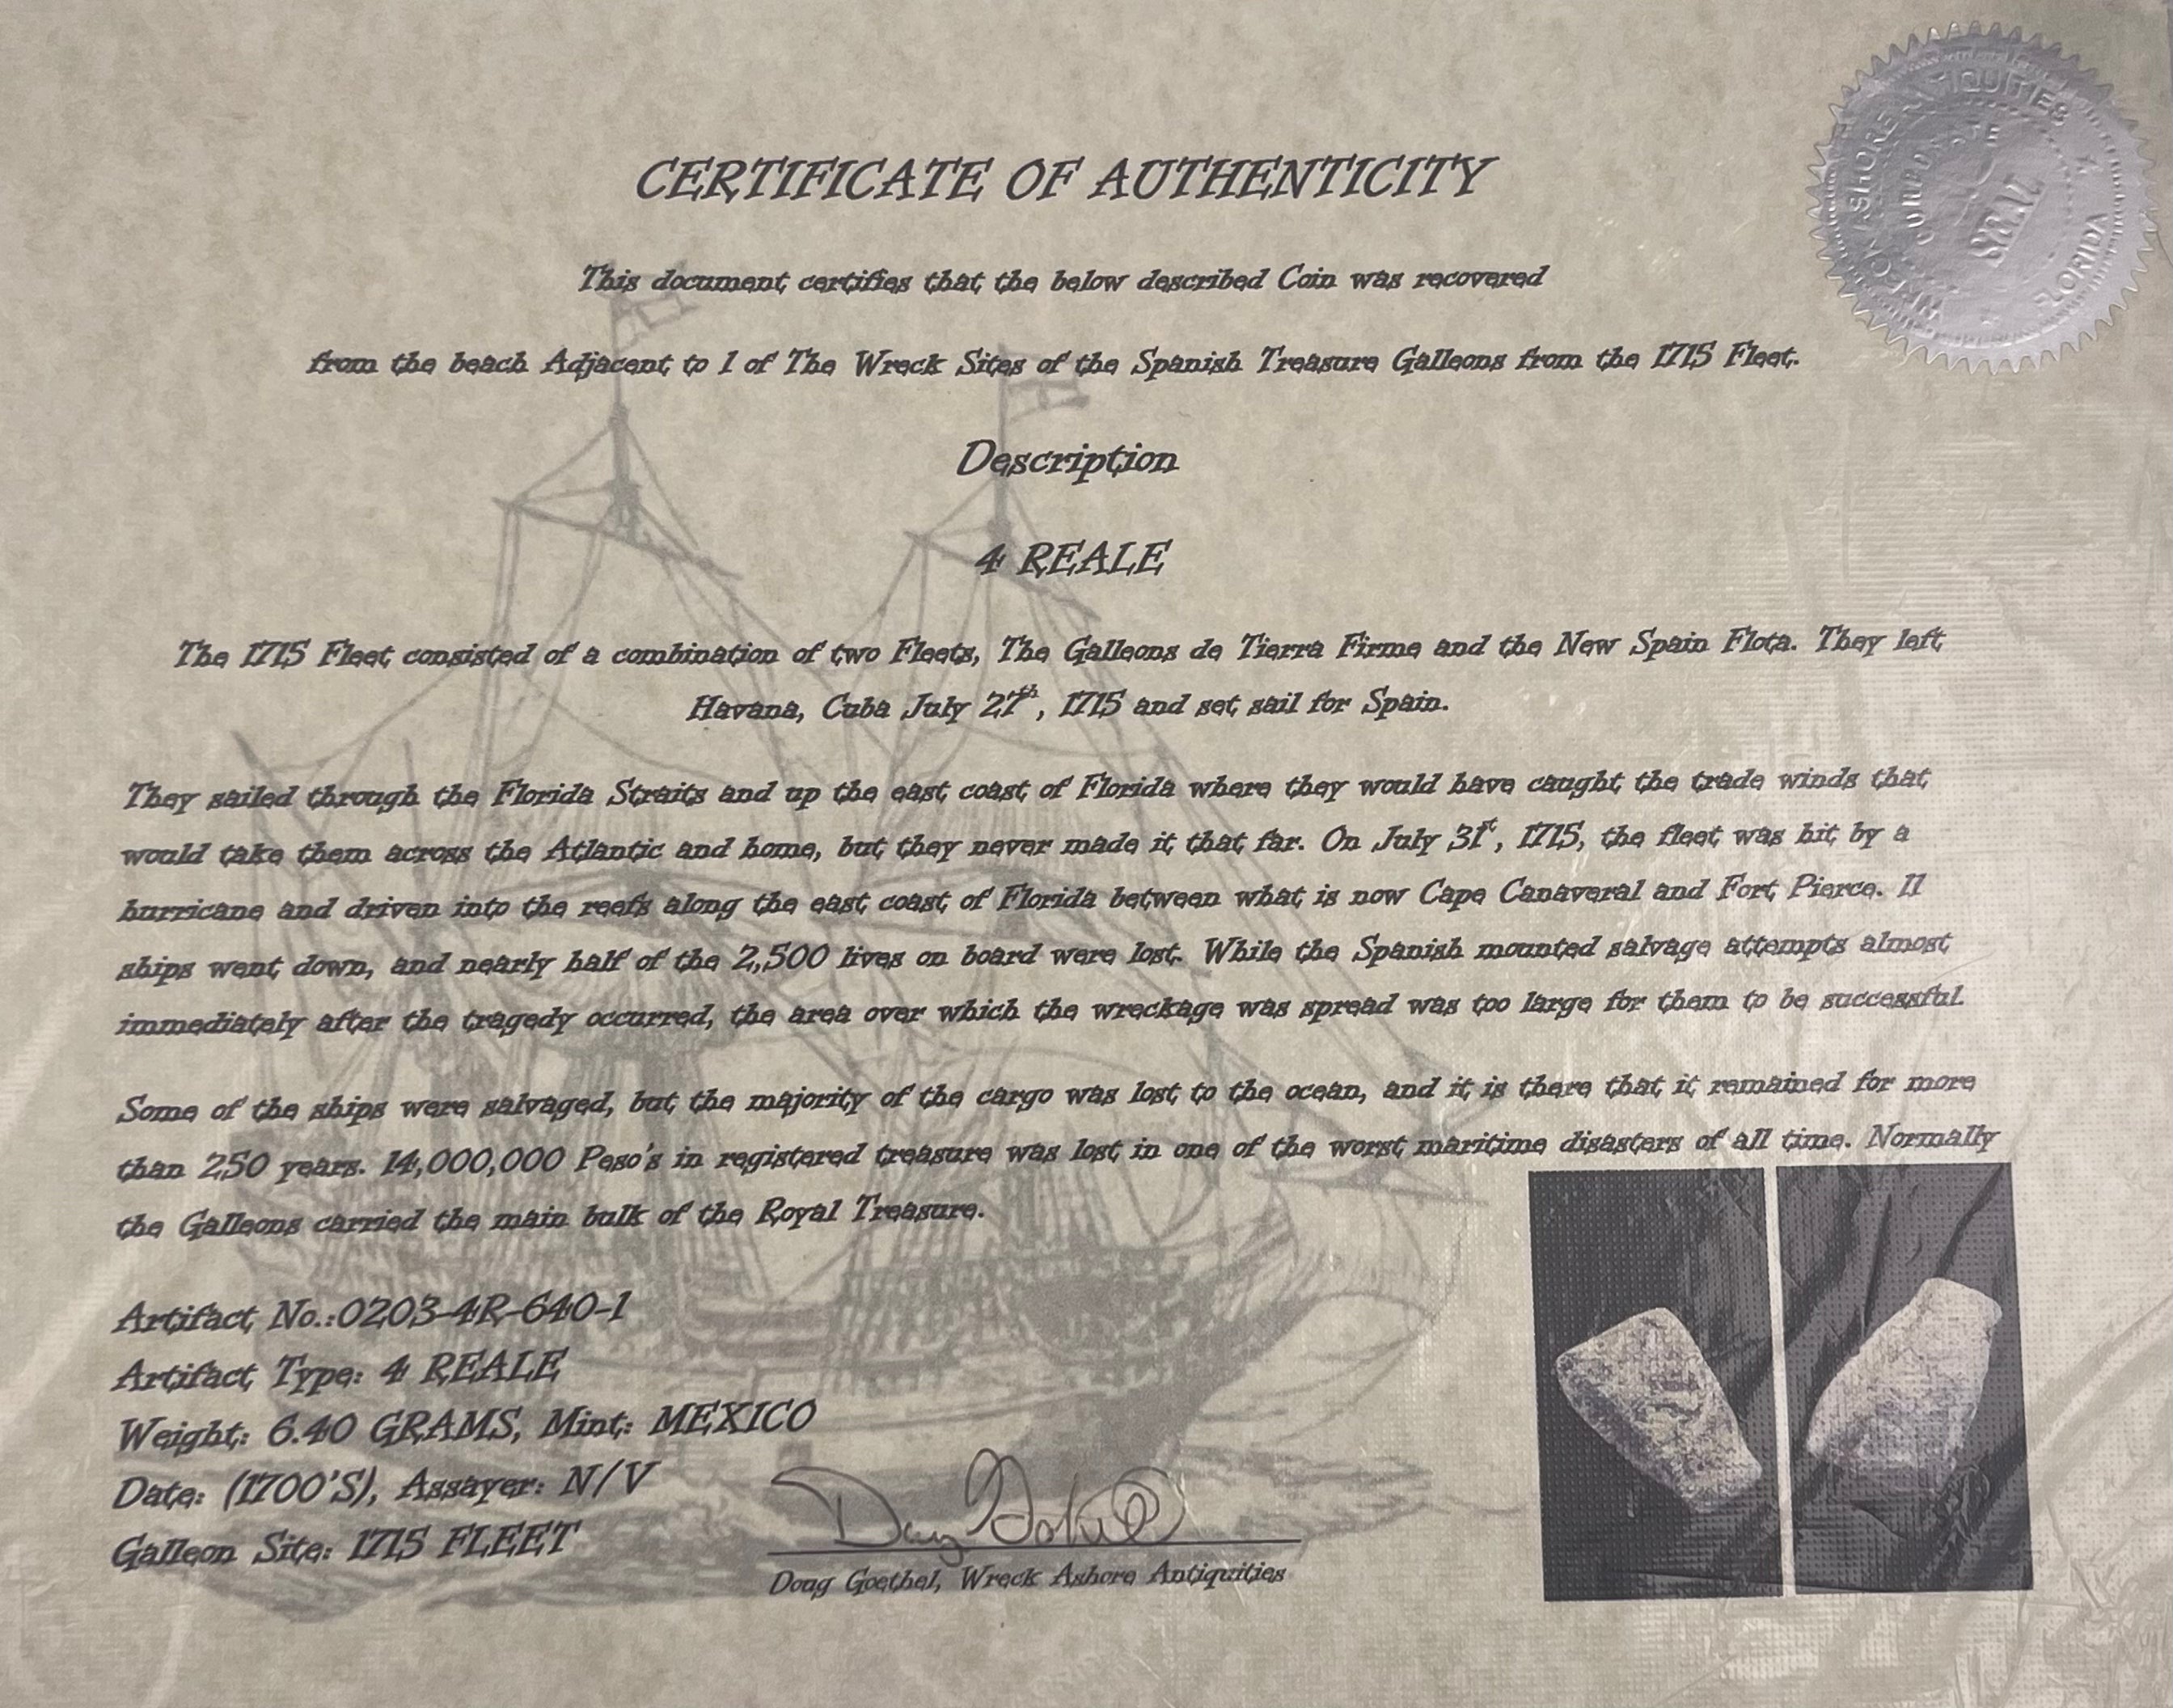 WRECK ASHORE ANTIQUITIES
CORPORATE
SEAL
FLORIDA
CERTIFICATE OF AUTHENTICITY
This document certifies that the below described Coin was recovered
from the beach Adjacent to 1 of The Wreck Sites of the Spanish Treasure Galleons from the 1715 Fleet.
Description
4 REALE
The 1715 Fleet consisted of a combination of two Fleets, The Galleons de Tierra Firme and the New Spain Flota. They left
Havana, Cuba July 27th, 1715 and set sail for Spain.
They sailed through the Florida Straits and up the east coast of Florida where they would have caught the trade winds that
would take them across the Atlantic and home, but they never made it that far. On July 31st, 1715, the fleet was hit by a
hurricane and driven into the reefs along the east coast of Florida between what is now Cape Canaveral and Fort Pierce. 11
ships went down, and nearly half of the 2,500 lives on board were lost. While the Spanish mounted salvage attempts almost
immediately after the tragedy occurred, the area over which the wreckage was spread was too large for them to be successful.
Some of the ships were salvaged, but the majority of the cargo was lost to the ocean, and it is there that it remained for more
than 250 years. 14,000,000 Peso's in registered treasure was lost in one of the worst maritime disasters of all time. Normally
the Galleons carried the main bulk of the Royal Treasure.
Artifact No.:0203-4R-640-1
Artifact Type: 4 REALE
Weight: 6.40 GRAMS, Mint: MEXICO
Date: (1700'S), Assayer: N/V
Galleon Site: 1715 FLEET
Doug Goethel, Wreck Ashore Antiquities